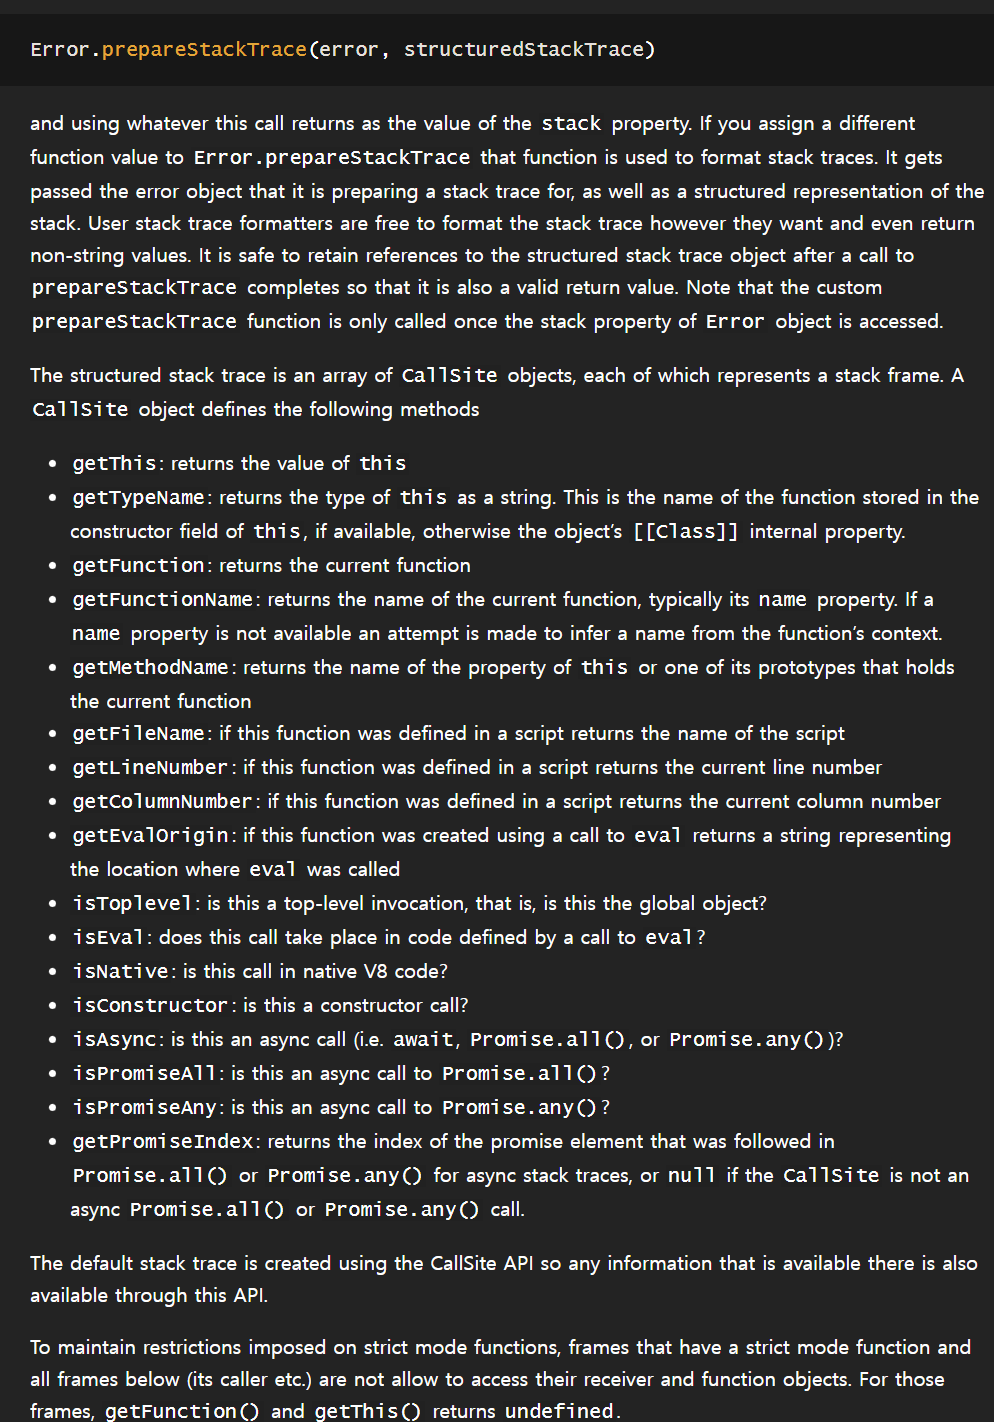 Error.prepareStackTrace(error, structuredStackTrace)
and using whatever this call returns as the value of the stack property. If you assign a different
function value to Error.prepareStackTrace that function is used to format stack traces. It gets
passed the error object that it is preparing a stack trace for, as well as a structured representation of the
stack. User stack trace formatters are free to format the stack trace however they want and even return
non-string values. It is safe to retain references to the structured stack trace object after a call to
prepareStackTrace completes so that it is also a valid return value. Note that the custom
prepareStackTrace function is only called once the stack property of Error object is accessed.
The structured stack trace is an array of CallSite objects, each of which represents a stack frame. A
CallSite object defines the following methods
• getThis: returns the value of this
• getTypeName: returns the type of this as a string. This is the name of the function stored in the
constructor field of this, if available, otherwise the object’s [[Class]] internal property.
• getFunction: returns the current function
• getFunctionName: returns the name of the current function, typically its name property. If a
name property is not available an attempt is made to infer a name from the function’s context.
• getMethodName: returns the name of the property of this or one of its prototypes that holds
the current function
• getFileName: if this function was defined in a script returns the name of the script
• getLineNumber: if this function was defined in a script returns the current line number
• getColumnNumber: if this function was defined in a script returns the current column number
• getEvalOrigin: if this function was created using a call to eval returns a string representing
the location where eval was called
• isToplevel: is this a top-level invocation, that is, is this the global object?
• isEval: does this call take place in code defined by a call to eval?
• isNative: is this call in native V8 code?
• isConstructor: is this a constructor call?
• isAsync: is this an async call (i.e. await, Promise.all(), or Promise.any())?
• isPromiseAll: is this an async call to Promise.all()?
• isPromiseAny: is this an async call to Promise.any()?
• getPromiseIndex: returns the index of the promise element that was followed in
Promise.all() or Promise.any() for async stack traces, or null if the CallSite is not an
async Promise.all() or Promise.any() call.
The default stack trace is created using the CallSite API so any information that is available there is also
available through this API.
To maintain restrictions imposed on strict mode functions, frames that have a strict mode function and
all frames below (its caller etc.) are not allow to access their receiver and function objects. For those
frames, getFunction() and getThis() returns undefined.